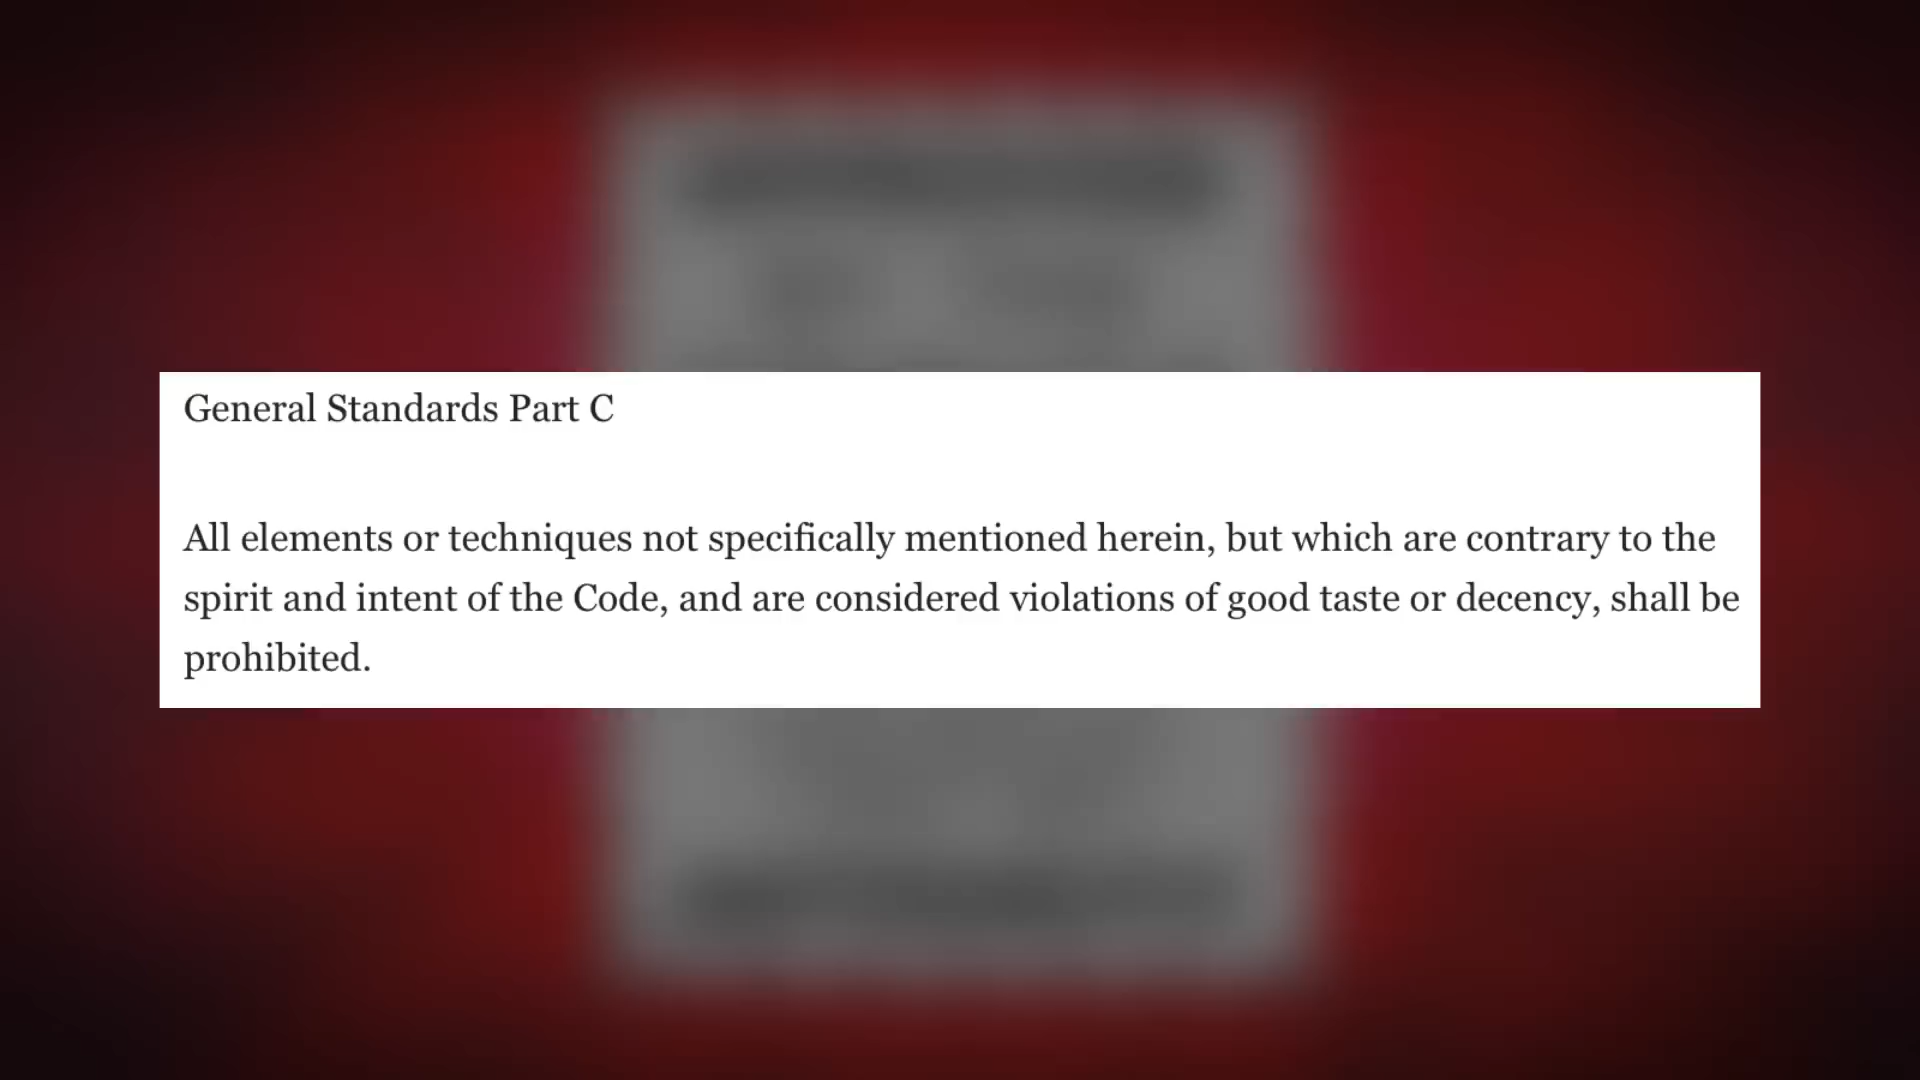 General Standards Part C
All elements or techniques not specifically mentioned herein, but which are contrary to the
spirit and intent of the Code, and are considered violations of good taste or decency, shall be
prohibited.